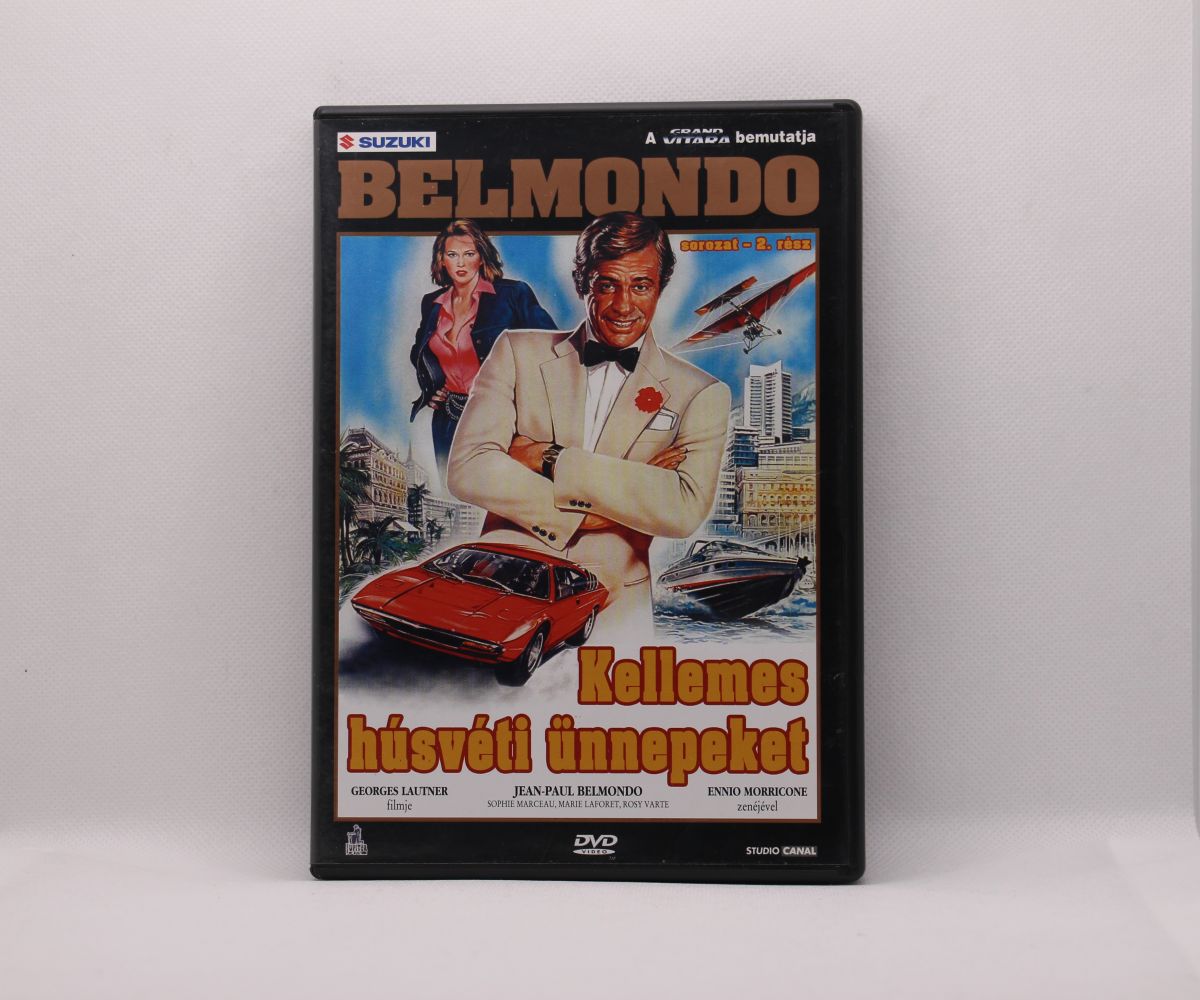 SUZUKI
A GRAND VITARA bemutatja
BELMONDO
sorozat - 2. rész
Kellemes
húsvéti ünnepeket
GEORGES LAUTNER
filmje
JEAN-PAUL BELMONDO
SOPHIE MARCEAU, MARIE LAFORET, ROSY VARTE
ENNIO MORRICONE
zenéjével
DVD
VIDEO
STUDIO CANAL